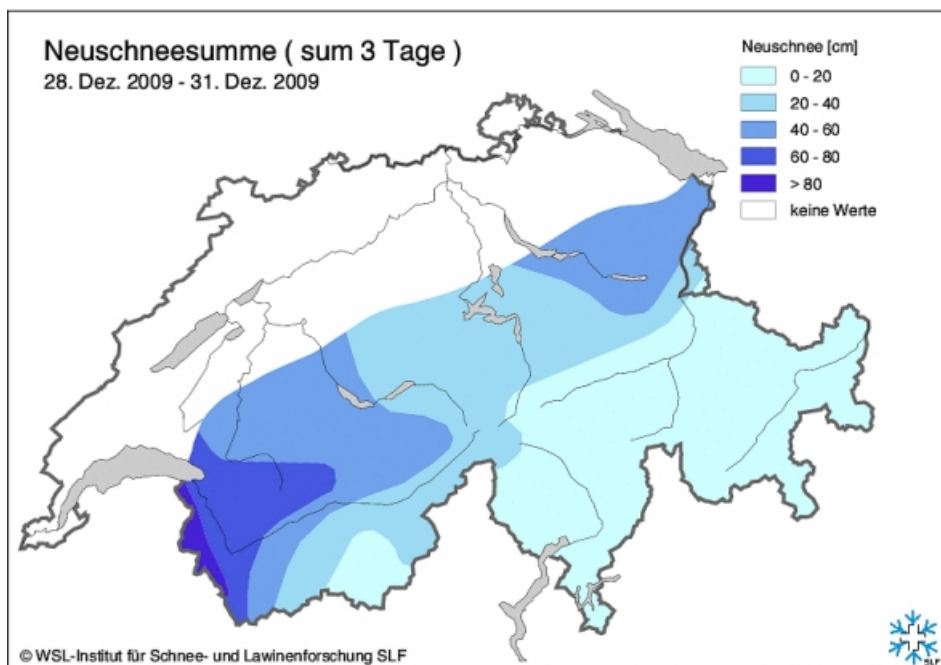 Neuschneesumme ( sum 3 Tage )
28. Dez. 2009 - 31. Dez. 2009
Neuschnee [cm]
0 - 20
20 - 40
40 - 60
60 - 80
> 80
keine Werte
© WSL-Institut für Schnee- und Lawinenforschung SLF
SLF